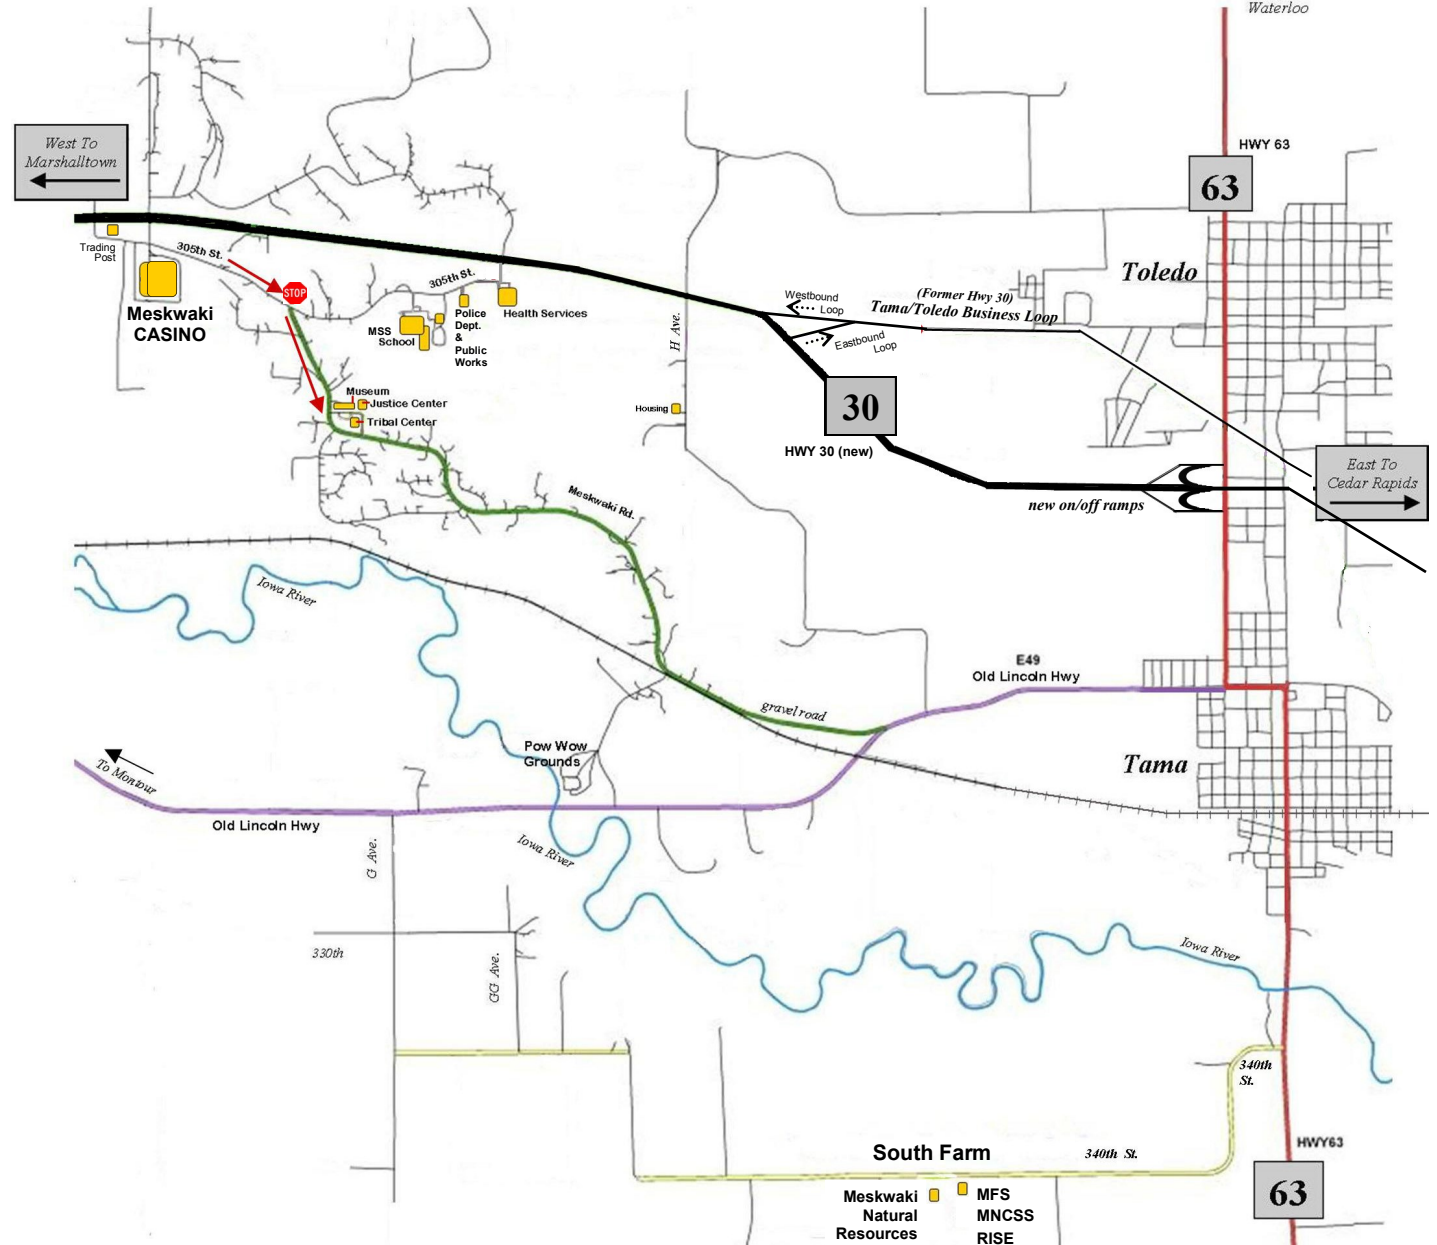 Waterloo
West To
Marshalltown
HWY 63
63
Trading
Post
305th St.
STOP
305th St.
Toledo
Meskwaki
CASINO
MSS
School
Police
Dept.
&
Public
Works
Health Services
H Ave.
Westbound
Loop
(Former Hwy 30)
Tama/Toledo Business Loop
Eastbound
Loop
Museum
Justice Center
Tribal Center
Housing
30
HWY 30 (new)
East To
Cedar Rapids
new on/off ramps
Meskwaki Rd.
Iowa River
E49
Old Lincoln Hwy
gravel road
Pow Wow
Grounds
Tama
To Montour
Old Lincoln Hwy
Iowa River
G Ave.
330th
GG Ave.
Iowa River
340th
St.
South Farm
340th St.
HWY63
63
Meskwaki
Natural
Resources
MFS
MNCSS
RISE